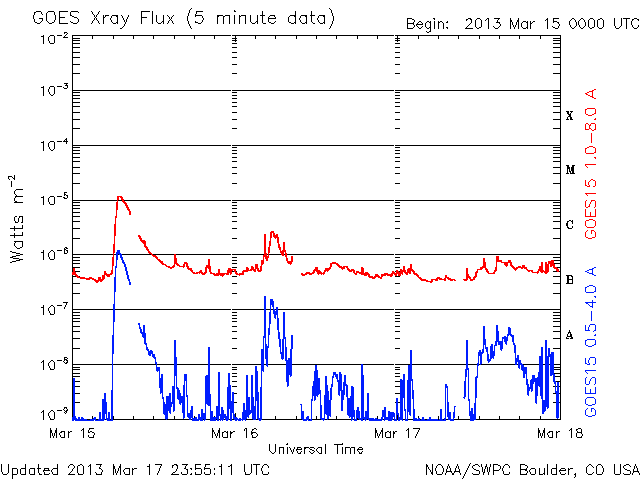 GOES Xray Flux (5 minute data)
Begin: 2013 Mar 15 0000 UTC
10-2
10-3
10-4
10-5
10-6
10-7
10-8
10-9
Watts m-2
X
M
C
B
A
GOES15 1.0-8.0 A
GOES15 0.5-4.0 A
Mar 15
Mar 16
Mar 17
Mar 18
Universal Time
Updated 2013 Mar 17 23:55:11 UTC
NOAA/SWPC Boulder, CO USA